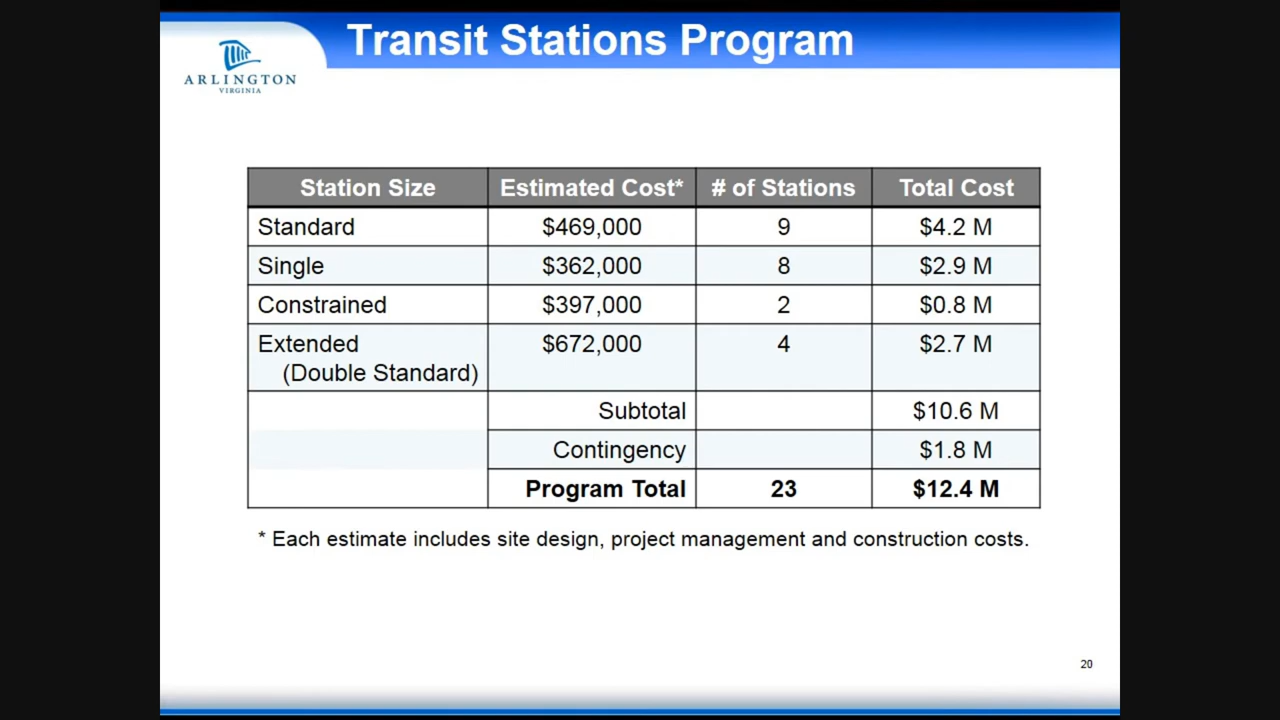 Transit Stations Program
ARLINGTON
VIRGINIA
Station Size Estimated Cost* # of Stations Total Cost
Standard $469,000 9 $4.2 M
Single $362,000 8 $2.9 M
Constrained $397,000 2 $0.8 M
Extended $672,000 4 $2.7 M
(Double Standard)
Subtotal $10.6 M
Contingency $1.8 M
Program Total 23 $12.4 M
* Each estimate includes site design, project management and construction costs.
20